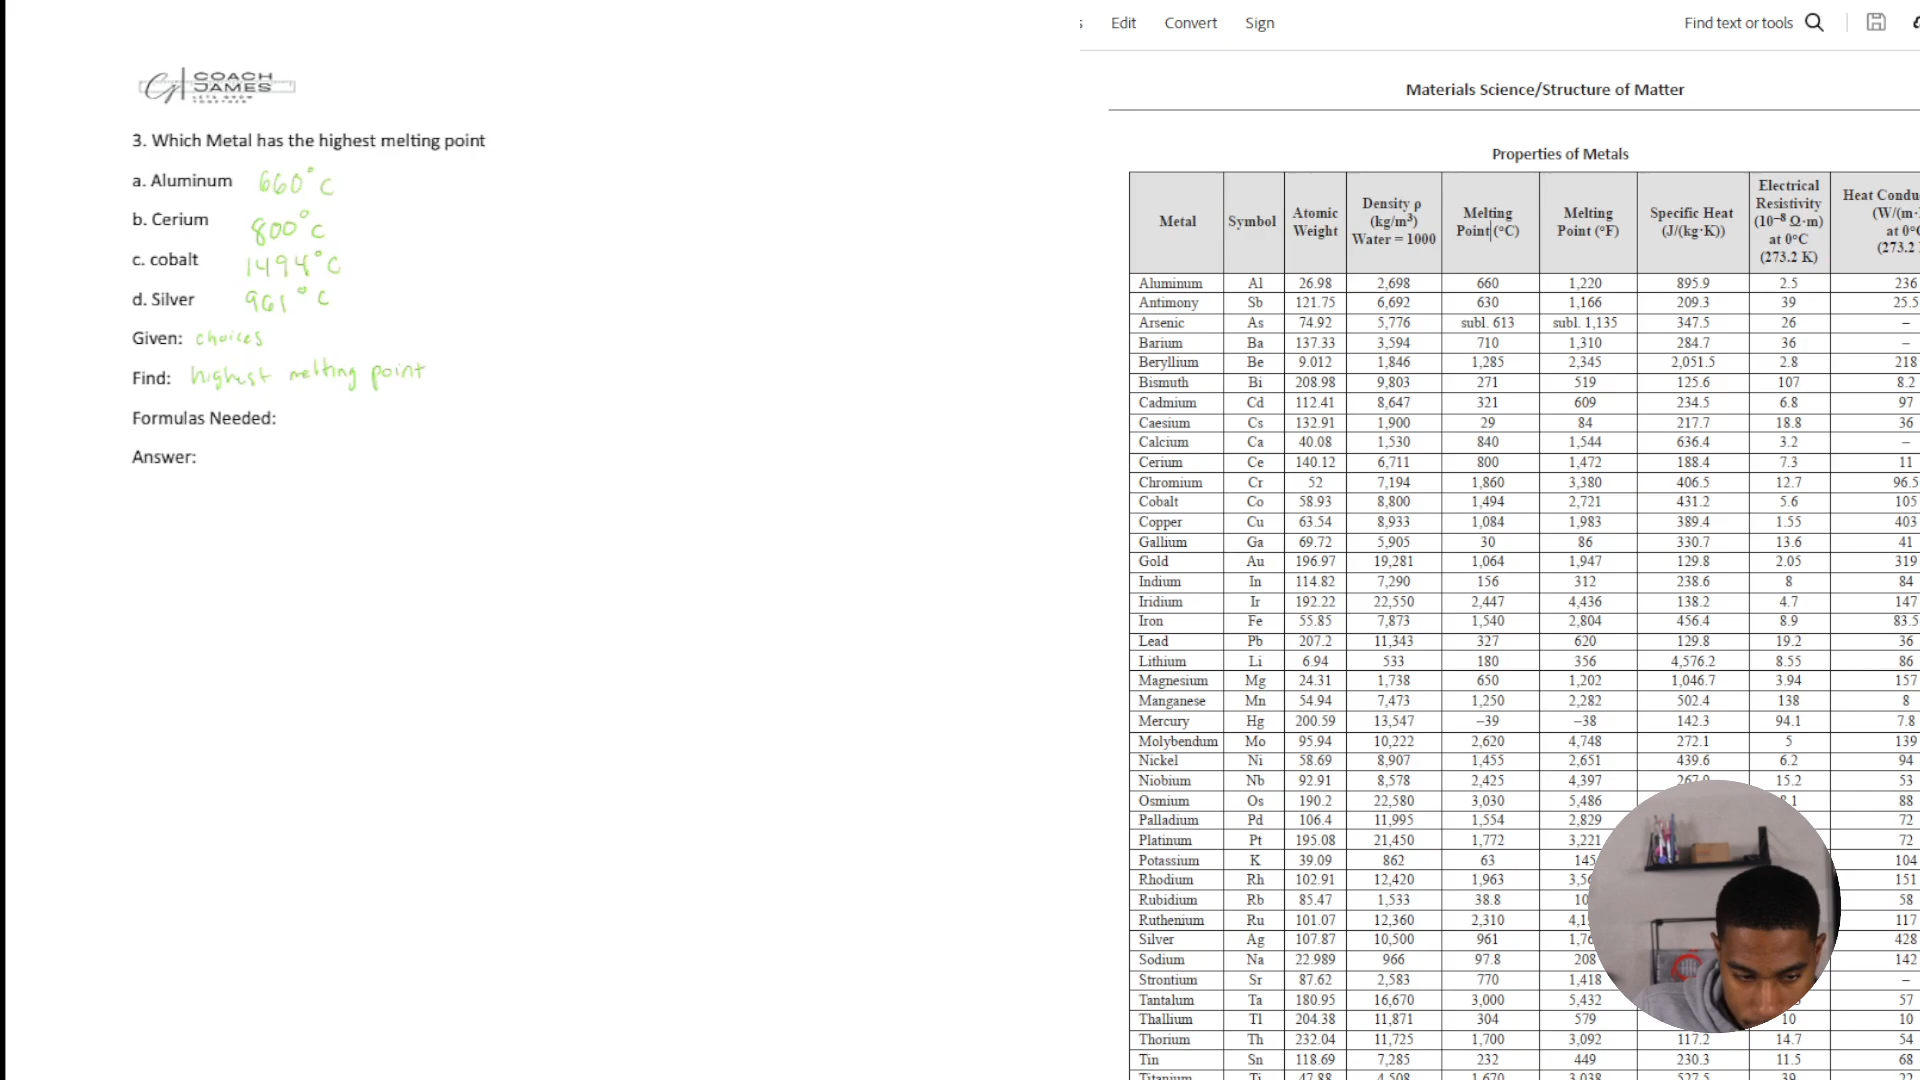 Edit Convert Sign Find text or tools
COACH
JAMES
LETS GROW
TOGETHER
3. Which Metal has the highest melting point
a. Aluminum 660°C
b. Cerium 800°C
c. cobalt 1494°C
d. Silver 961°C
Given: choices
Find: highest melting point
Formulas Needed:
Answer:
Materials Science/Structure of Matter
Properties of Metals
Metal Symbol Atomic Weight Density ρ (kg/m³) Water = 1000 Melting Point (°C) Melting Point (°F) Specific Heat (J/(kg·K)) Electrical Resistivity (10⁻⁸ Ω·m) at 0°C (273.2 K) Heat (W/(m· at 0° (273.2
Aluminum Al 26.98 2,698 660 1,220 895.9 2.5 236
Antimony Sb 121.75 6,692 630 1,166 209.3 39 25.5
Arsenic As 74.92 5,776 subl. 613 subl. 1,135 347.5 26 –
Barium Ba 137.33 3,594 710 1,310 284.7 36 –
Beryllium Be 9.012 1,846 1,285 2,345 2,051.5 2.8 218
Bismuth Bi 208.98 9,803 271 519 125.6 107 8.2
Cadmium Cd 112.41 8,647 321 609 234.5 6.8 97
Caesium Cs 132.91 1,900 29 84 217.7 18.8 36
Calcium Ca 40.08 1,530 840 1,544 636.4 3.2 –
Cerium Ce 140.12 6,711 800 1,472 188.4 7.3 11
Chromium Cr 52 7,194 1,860 3,380 406.5 12.7 96.5
Cobalt Co 58.93 8,800 1,494 2,721 431.2 5.6 105
Copper Cu 63.54 8,933 1,084 1,983 389.4 1.55 403
Gallium Ga 69.72 5,905 30 86 330.7 13.6 41
Gold Au 196.97 19,281 1,064 1,947 129.8 2.05 319
Indium In 114.82 7,290 156 312 238.6 8 84
Iridium Ir 192.22 22,550 2,447 4,436 138.2 4.7 147
Iron Fe 55.85 7,873 1,540 2,804 456.4 8.9 83.5
Lead Pb 207.2 11,343 327 620 129.8 19.2 36
Lithium Li 6.94 533 180 356 4,576.2 8.55 86
Magnesium Mg 24.31 1,738 650 1,202 1,046.7 3.94 157
Manganese Mn 54.94 7,473 1,250 2,282 502.4 138 8
Mercury Hg 200.59 13,547 –39 –38 142.3 94.1 7.8
Molybendum Mo 95.94 10,222 2,620 4,748 272.1 5 139
Nickel Ni 58.69 8,907 1,455 2,651 439.6 6.2 94
Niobium Nb 92.91 8,578 2,425 4,397 15.2 53
Osmium Os 190.2 22,580 3,030 5,486 88
Palladium Pd 106.4 11,995 1,554 2,829 72
Platinum Pt 195.08 21,450 1,772 3,221 72
Potassium K 39.09 862 63 145 104
Rhodium Rh 102.91 12,420 1,963 151
Rubidium Rb 85.47 1,533 38.8 58
Ruthenium Ru 101.07 12,360 2,310 117
Silver Ag 107.87 10,500 961 428
Sodium Na 22.989 966 97.8 208 142
Strontium Sr 87.62 2,583 770 1,418 –
Tantalum Ta 180.95 16,670 3,000 5,432 57
Thallium Tl 204.38 11,871 304 579 10 10
Thorium Th 232.04 11,725 1,700 3,092 117.2 14.7 54
Tin Sn 118.69 7,285 232 449 230.3 11.5 68
Titanium Ti 47.88 4,508 1,670 3,038 527.5 39 22